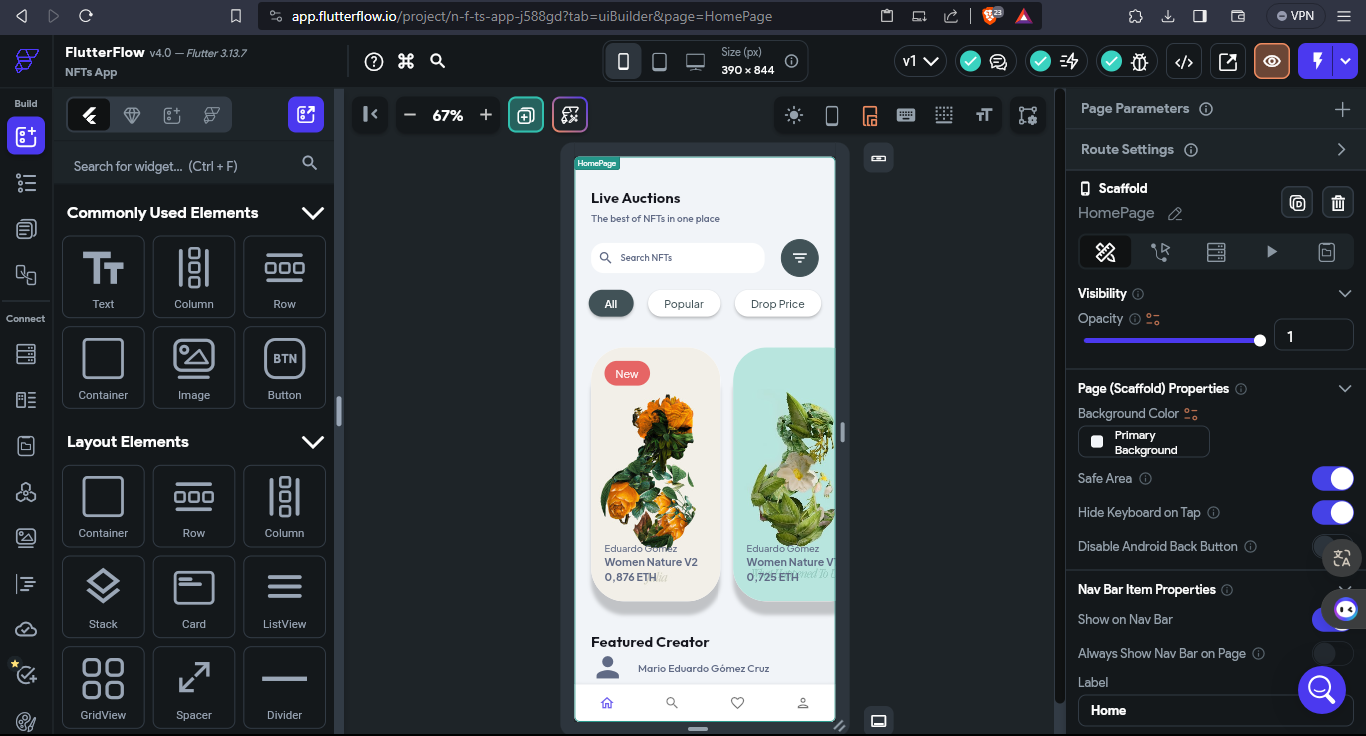 app.flutterflow.io/project/n-f-ts-app-j588gd?tab=uiBuilder&page=HomePage
23
VPN
FlutterFlow v4.0 — Flutter 3.13.7
NFTs App
Size (px)
390 × 844
v1
Build
Connect
Search for widget... (Ctrl + F)
Commonly Used Elements
Text
Column
Row
Container
Image
BTN
Button
Layout Elements
Container
Row
Column
Stack
Card
ListView
GridView
Spacer
Divider
67%
HomePage
Live Auctions
The best of NFTs in one place
Search NFTs
All
Popular
Drop Price
New
Eduardo Gómez
Women Nature V2
0,876 ETH
Eduardo Gómez
Women Nature V
0,725 ETH
Featured Creator
Mario Eduardo Gómez Cruz
Page Parameters
Route Settings
Scaffold
HomePage
Visibility
Opacity
1
Page (Scaffold) Properties
Background Color
Primary
Background
Safe Area
Hide Keyboard on Tap
Disable Android Back Button
Nav Bar Item Properties
Show on Nav Bar
Always Show Nav Bar on Page
Label
Home